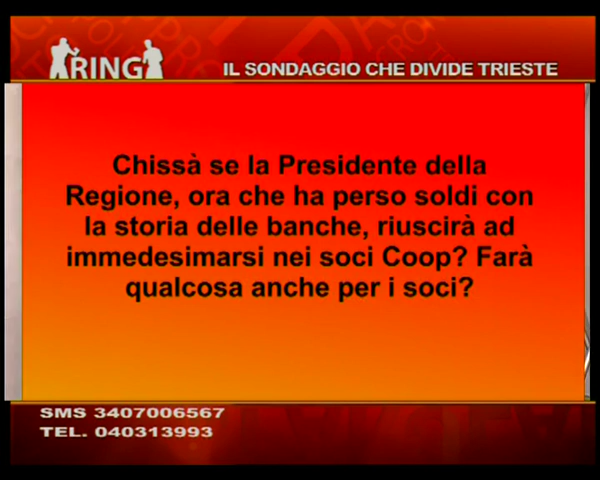 RING
IL SONDAGGIO CHE DIVIDE TRIESTE
Chissà se la Presidente della
Regione, ora che ha perso soldi con
la storia delle banche, riuscirà ad
immedesimarsi nei soci Coop? Farà
qualcosa anche per i soci?
SMS 3407006567
TEL. 040313993